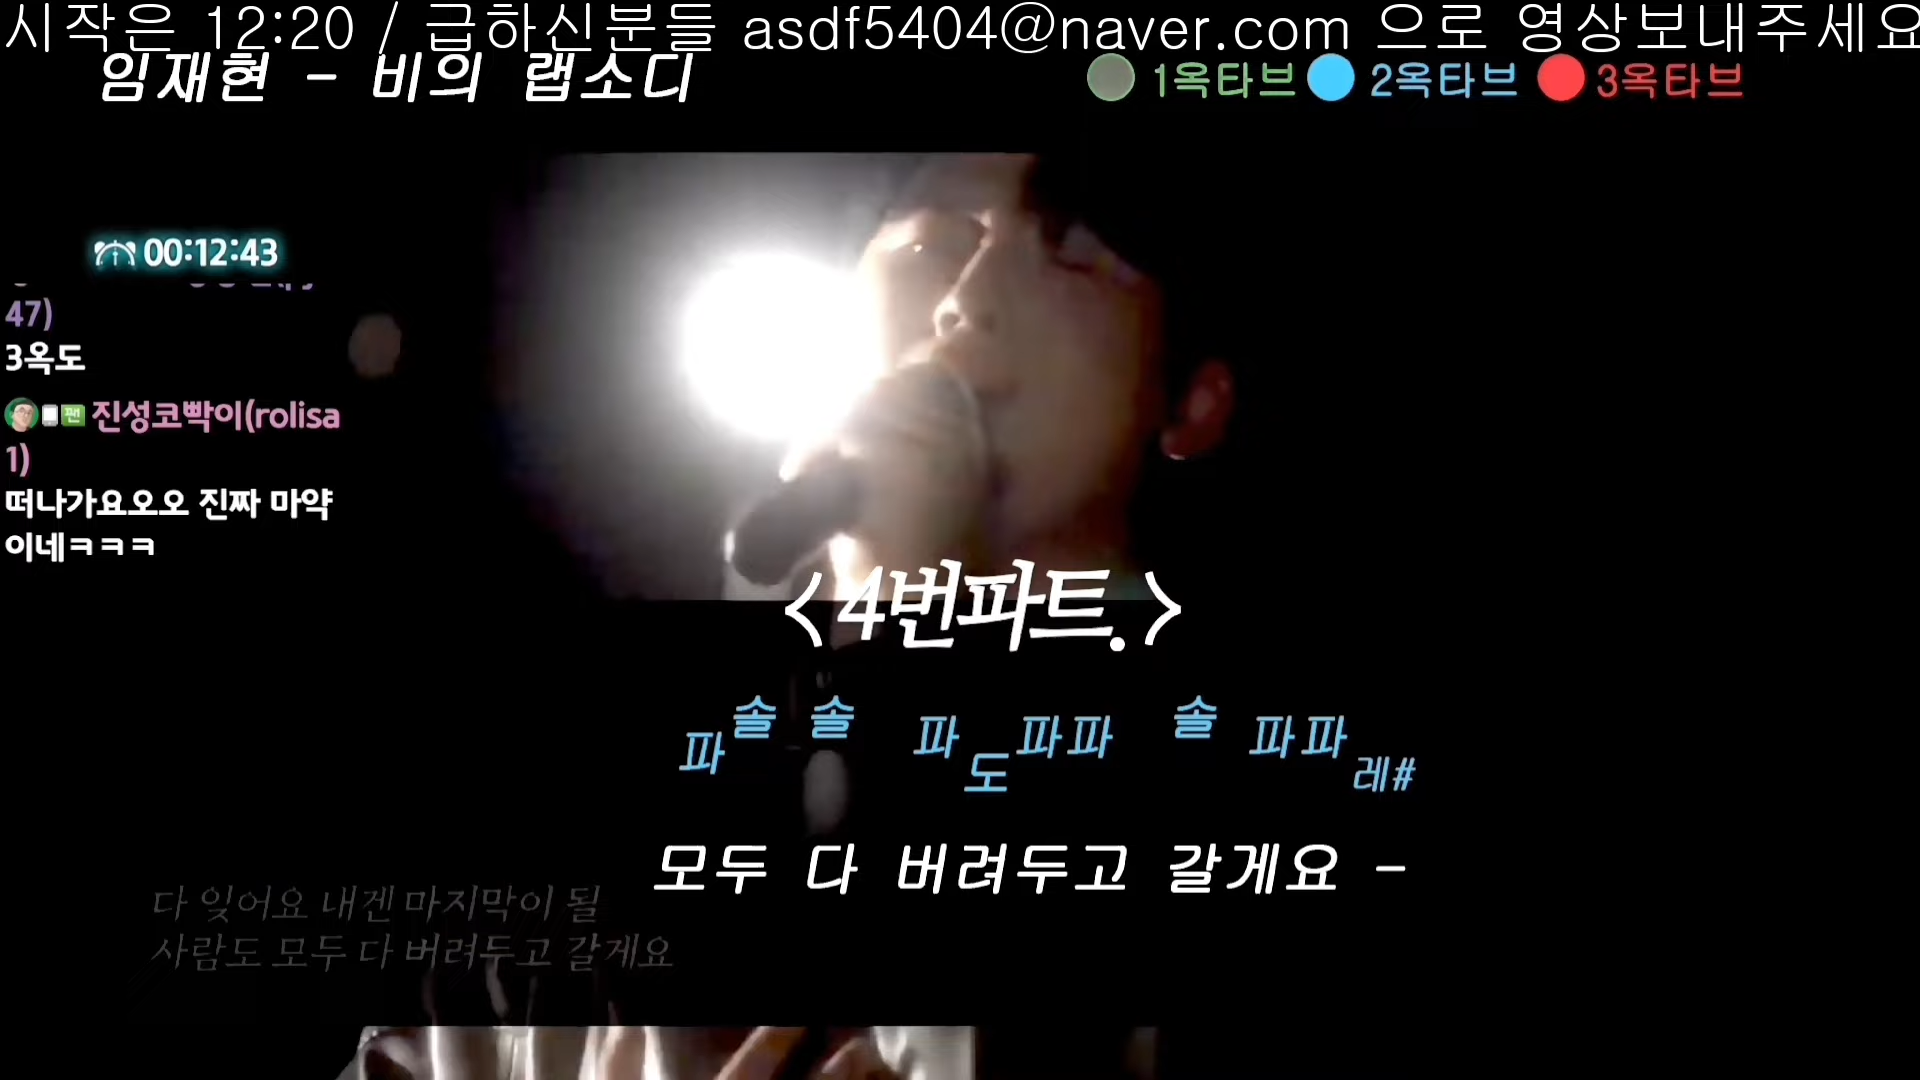 시작은 12:20 / 급하신분들 asdf5404@naver.com 으로 영상보내주세요
임재현 - 비의 랩소디
1옥타브 2옥타브 3옥타브
00:12:43
47)
3옥도
팬 진성코빡이(rolisa
1)
떠나가요오오 진짜 마약
이네ㅋㅋㅋ
<4번파트.>
파솔 솔 파도파파 솔 파파레#
모두 다 버려두고 갈게요 -
다 잊어요 내겐 마지막이 될
사람도 모두 다 버려두고 갈게요